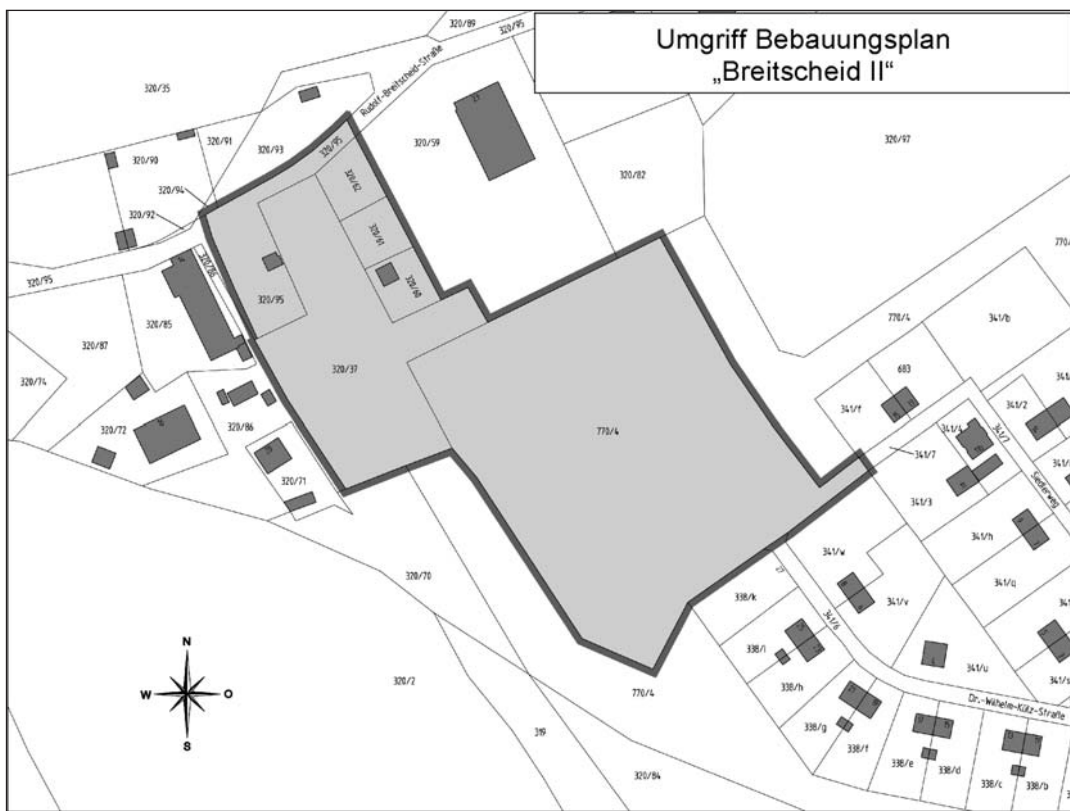 Umgriff Bebauungsplan
„Breitscheid II“
320/89
320/95
Rudolf-Breitscheid-Straße
320/35
320/91
320/93
320/90
320/94
320/92
320/95
320/59
320/97
320/82
320/62
320/61
320/60
320/86
320/95
320/95
320/85
320/87
320/74
320/37
320/72
320/86
320/71
770/4
770/4
341/b
683
341/f
341/2
341/4
341/7
341/7
341/3
Siedlerweg
341/h
341/q
341/w
341/v
341/6
341/u
338/k
338/l
338/h
338/g
338/f
338/e
338/d
338/c
338/b
Dr.-Wilhelm-Külz-Straße
320/70
320/2
319
770/4
320/84
N
W
O
S